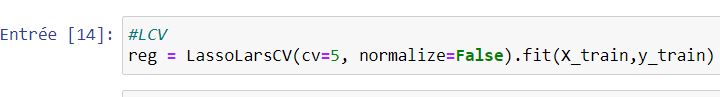 Entrée [14]: #LCV
reg = LassoLarsCV(cv=5, normalize=False).fit(X_train,y_train)